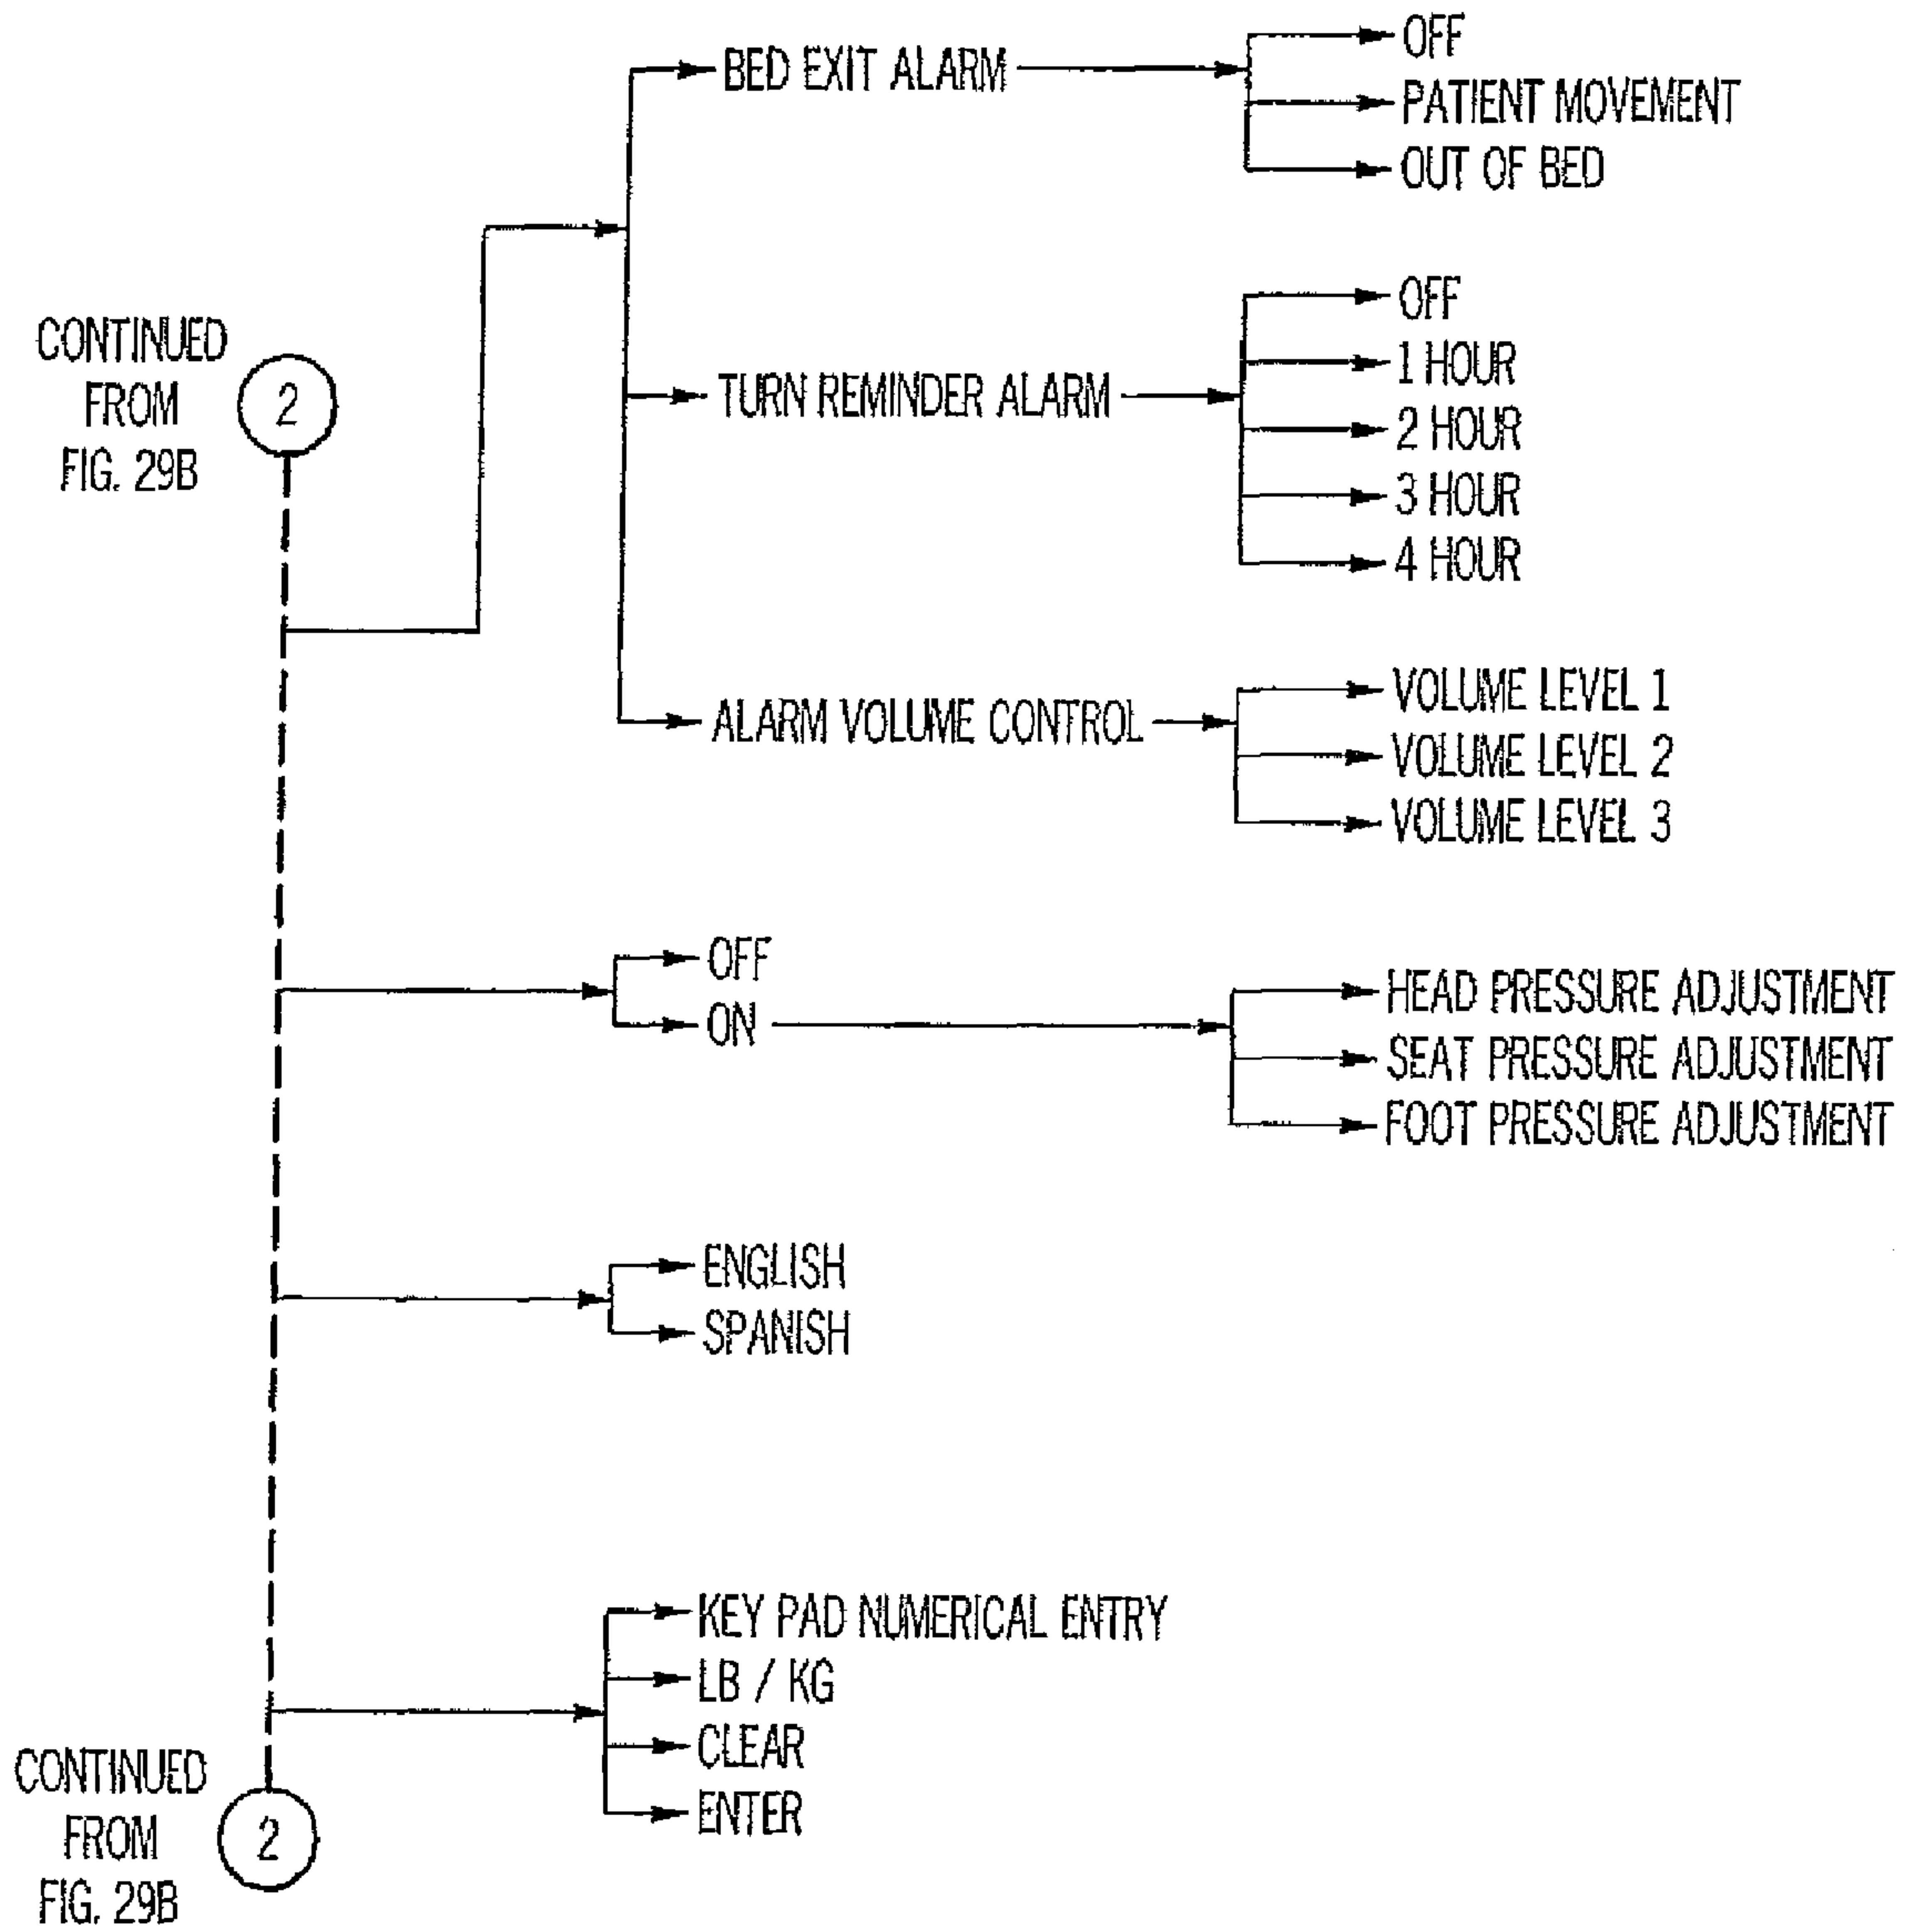 BED EXIT ALARM
OFF
PATIENT MOVEMENT
OUT OF BED
CONTINUED
FROM
FIG. 29B
2
TURN REMINDER ALARM
OFF
1 HOUR
2 HOUR
3 HOUR
4 HOUR
ALARM VOLUME CONTROL
VOLUME LEVEL 1
VOLUME LEVEL 2
VOLUME LEVEL 3
OFF
ON
HEAD PRESSURE ADJUSTMENT
SEAT PRESSURE ADJUSTMENT
FOOT PRESSURE ADJUSTMENT
ENGLISH
SPANISH
KEY PAD NUMERICAL ENTRY
LB / KG
CLEAR
ENTER
CONTINUED
FROM
FIG. 29B
2